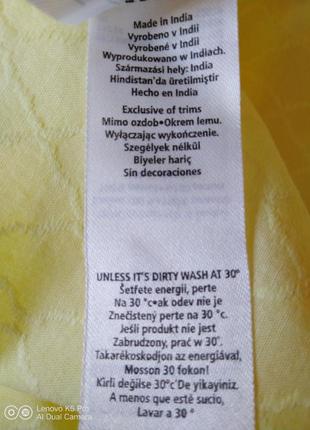 Made in India
Vyrobeno v Indii
Vyrobené v Indii
Wyprodukowano w Indiach.
Származási hely: India
Hindistan'da üretilmiştir
Hecho en India
Exclusive of trims
Mimo ozdob•Okrem lemu.
Wyłączając wykończenie.
Szegélyek nélkül
Biyeler hariç
Sin decoraciones
UNLESS IT'S DIRTY WASH AT 30°
Šetřete energii, perte
Na 30 °c•ak odev nie je
Znečistený perte na 30 °c.
Jeśli produkt nie jest
Zabrudzony, prać w 30°.
Takarékoskodjon az energiával,
Mosson 30 fokon!
Kirli değilse 30°c' De yikayiniz.
A menos que esté sucio,
Lavar a 30 °
Lenovo K5 Pro
AI Dual Camera